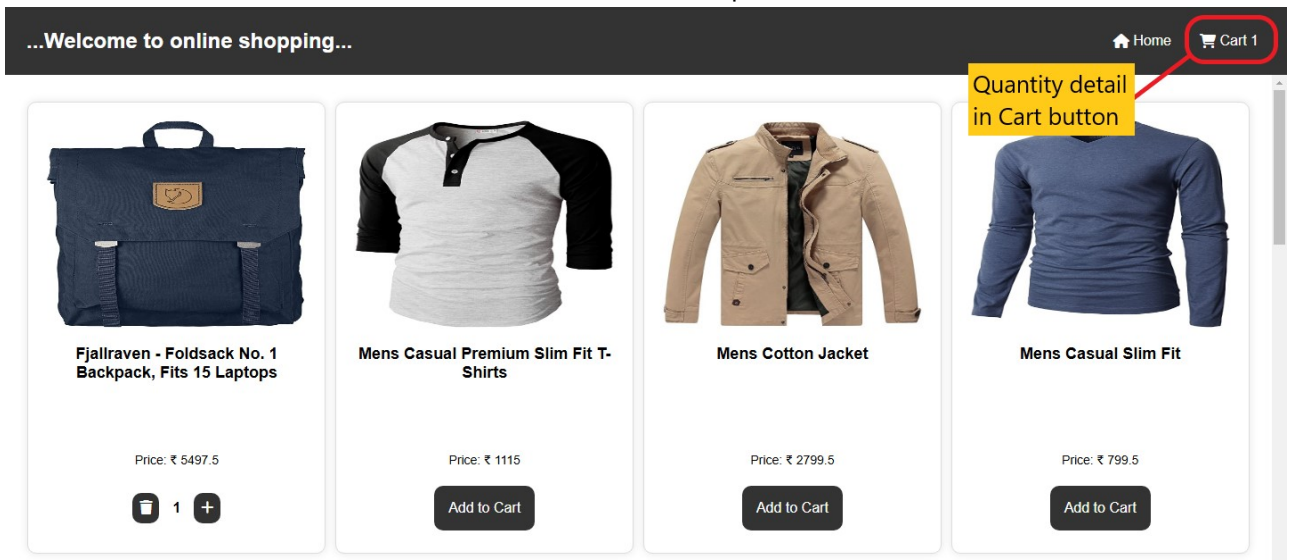 ...Welcome to online shopping...
Home
Cart 1
Quantity detail
in Cart button
Fjallraven - Foldsack No. 1
Backpack, Fits 15 Laptops
Price: ₹ 5497.5
1
Mens Casual Premium Slim Fit T-
Shirts
Price: ₹ 1115
Add to Cart
Mens Cotton Jacket
Price: ₹ 2799.5
Add to Cart
Mens Casual Slim Fit
Price: ₹ 799.5
Add to Cart